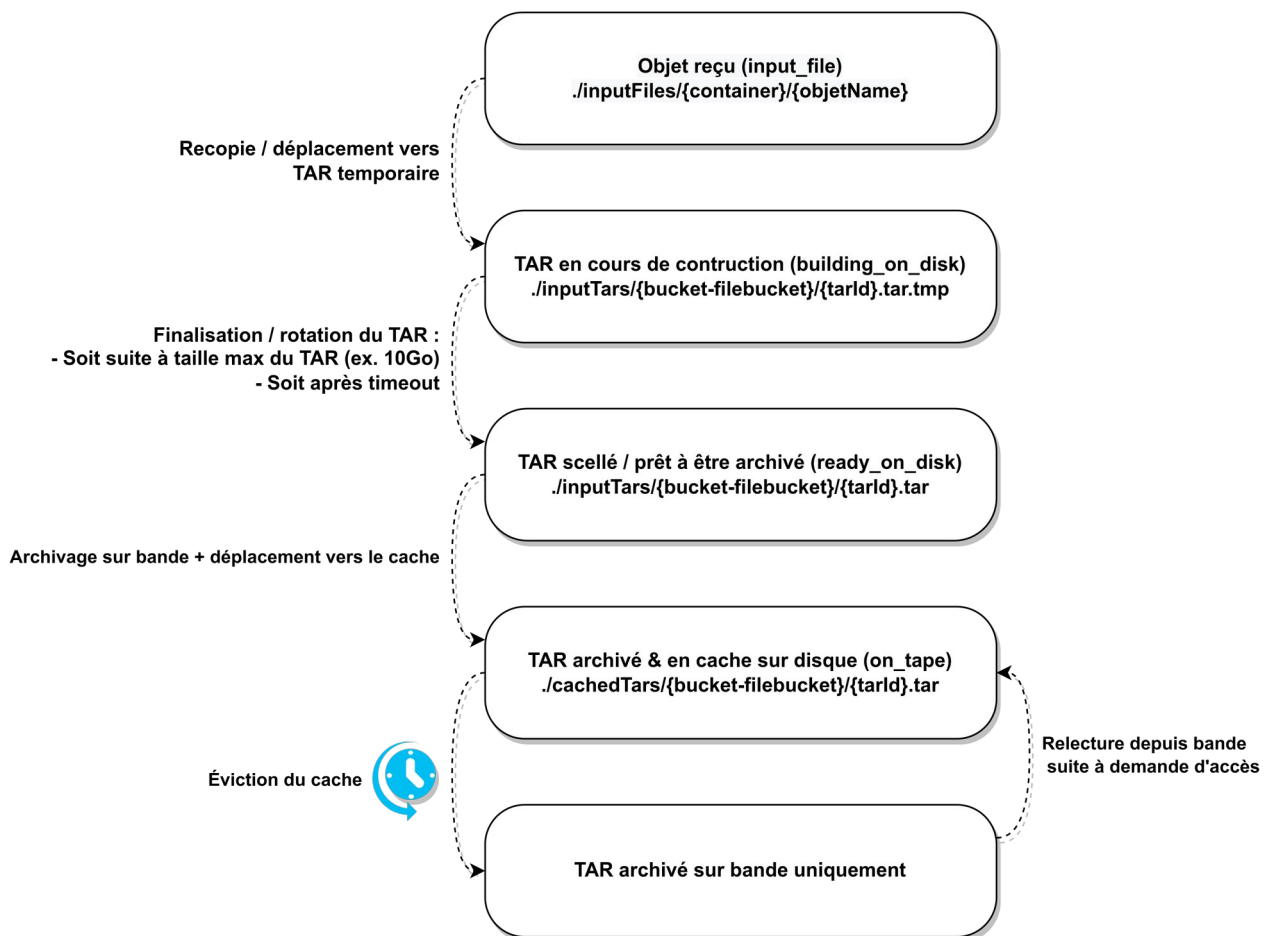 Objet reçu (input_file)
./inputFiles/{container}/{objetName}
Recopie / déplacement vers
TAR temporaire
TAR en cours de contruction (building_on_disk)
./inputTars/{bucket-filebucket}/{tarId}.tar.tmp
Finalisation / rotation du TAR :
- Soit suite à taille max du TAR (ex. 10Go)
- Soit après timeout
TAR scellé / prêt à être archivé (ready_on_disk)
./inputTars/{bucket-filebucket}/{tarId}.tar
Archivage sur bande + déplacement vers le cache
TAR archivé & en cache sur disque (on_tape)
./cachedTars/{bucket-filebucket}/{tarId}.tar
Relecture depuis bande
suite à demande d'accès
Éviction du cache
TAR archivé sur bande uniquement